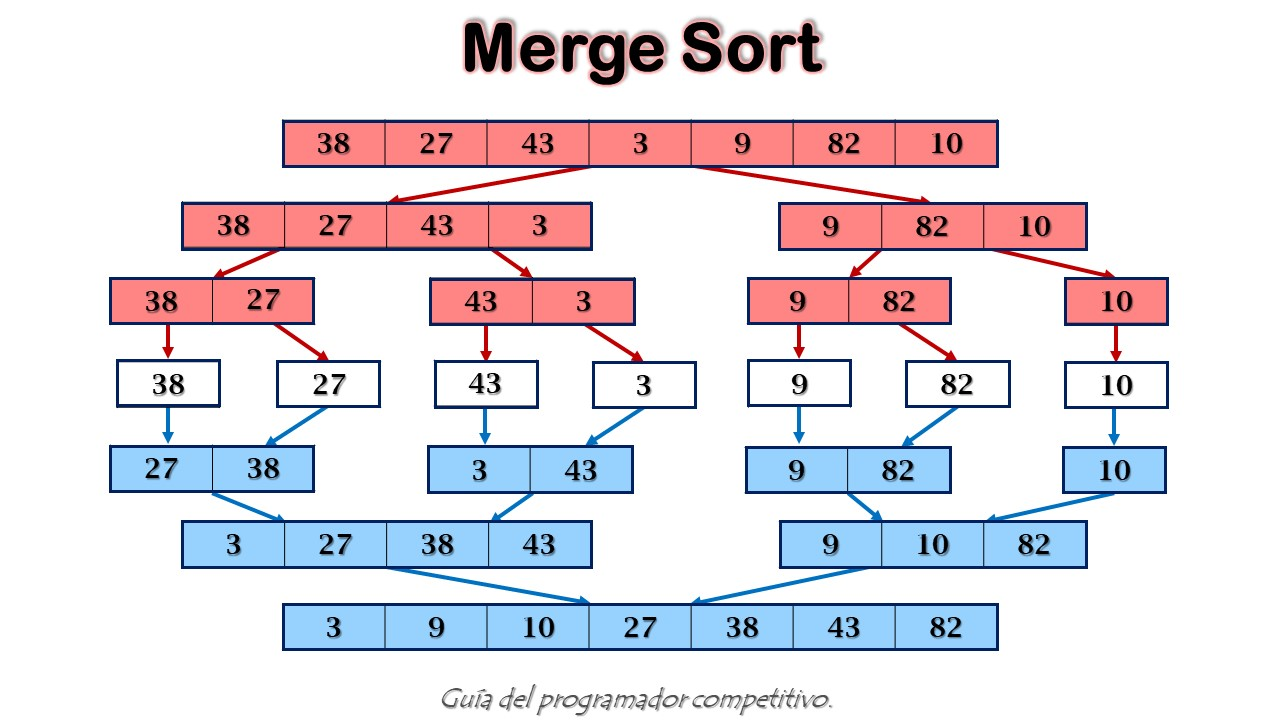 Merge Sort
38 27 43 3 9 82 10
38 27 43 3 9 82 10
38 27 43 3 9 82 10
38 27 43 3 9 82 10
27 38 3 43 9 82 10
3 27 38 43 9 10 82
3 9 10 27 38 43 82
Guía del programador competitivo.